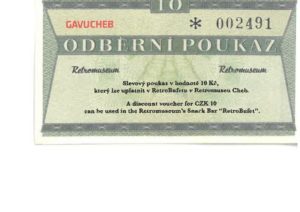 10
GAVUCHEB * 002491
ODBERNÍ POUKAZ
Retromuseum Retromuseum
Slevový poukaz v hodnotě 10 Kč,
který lze uplatnit v RetroBufetu v Retromuseu Cheb.
A discount voucher for CZK 10
can be used in the Retromuseum's Snack Bar "RetroBufet".